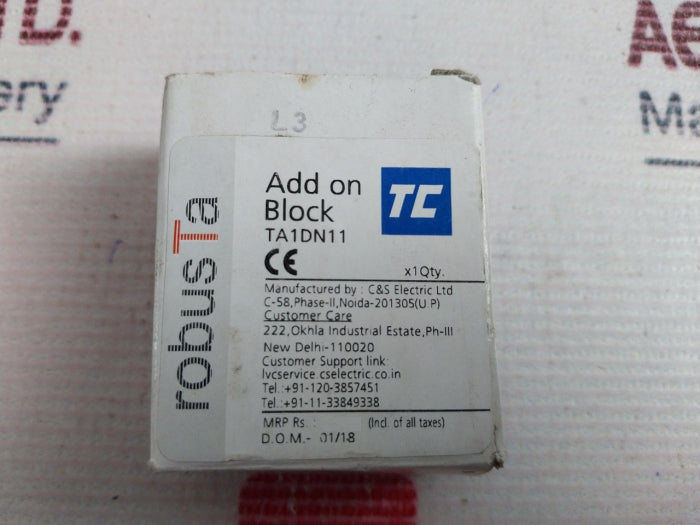 L3
robusTa
Add on
Block
TA1DN11
TC
CE
x1Qty.
Manufactured by : C&S Electric Ltd
C-58,Phase-II,Noida-201305(U.P)
Customer Care
222,Okhla Industrial Estate,Ph-III
New Delhi-110020
Customer Support link:
lvcservice.cselectric.co.in
Tel.:+91-120-3857451
Tel.:+91-11-33849338
MRP Rs. : (Incl. of all taxes)
D.O.M.- 01/18